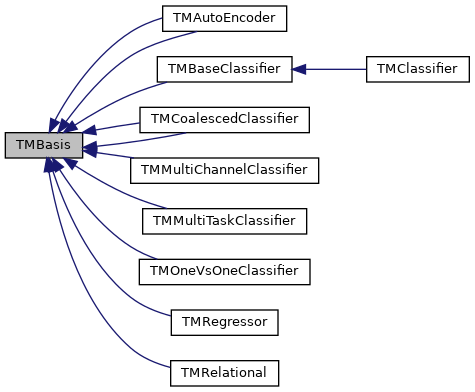 TMAutoEncoder
TMBaseClassifier
TMClassifier
TMCoalescedClassifier
TMBasis
TMMultiChannelClassifier
TMMultiTaskClassifier
TMOneVsOneClassifier
TMRegressor
TMRelational